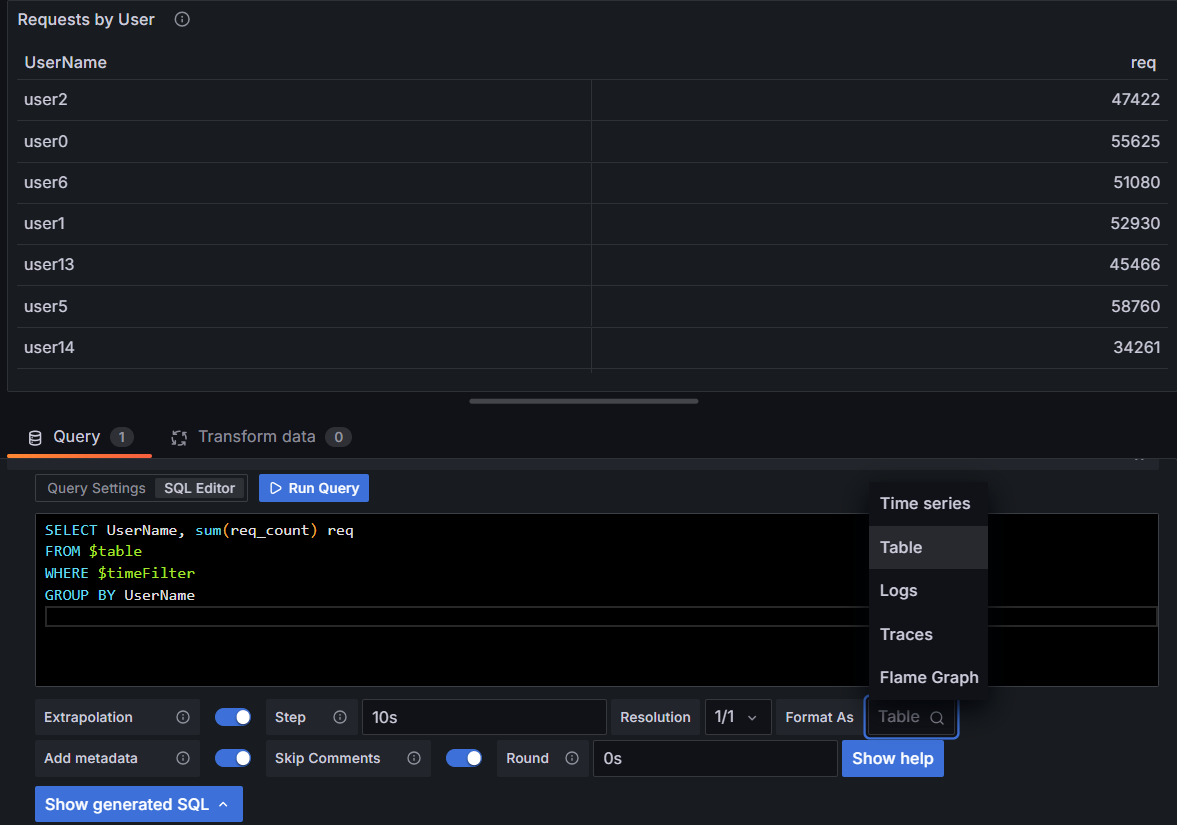 Requests by User
UserName req
user2 47422
user0 55625
user6 51080
user1 52930
user13 45466
user5 58760
user14 34261
Query 1 Transform data 0
Query Settings SQL Editor Run Query
SELECT UserName, sum(req_count) req
FROM $table
WHERE $timeFilter
GROUP BY UserName
Time series
Table
Logs
Traces
Flame Graph
Extrapolation Step 10s Resolution 1/1 Format As Table
Add metadata Skip Comments Round 0s Show help
Show generated SQL